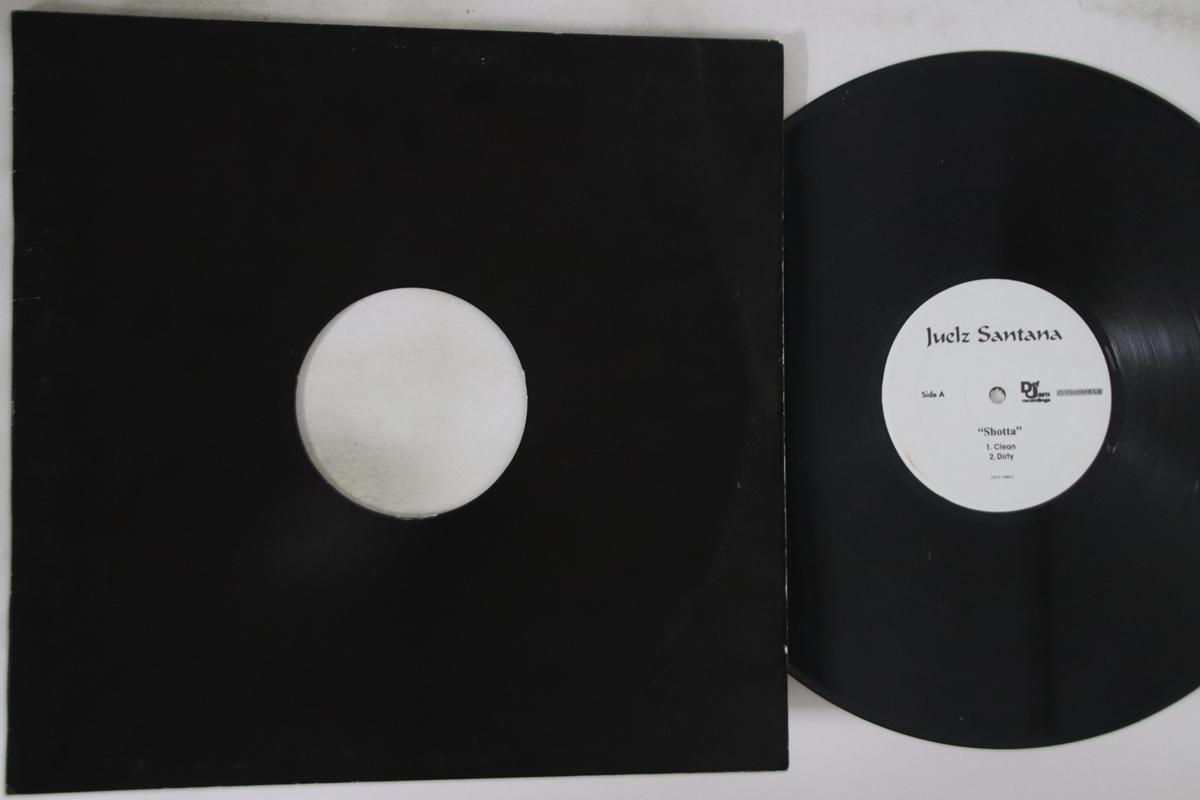 Juelz Santana
Side A
Def Jam
recordings
“Shotta”
1. Clean
2. Dirty